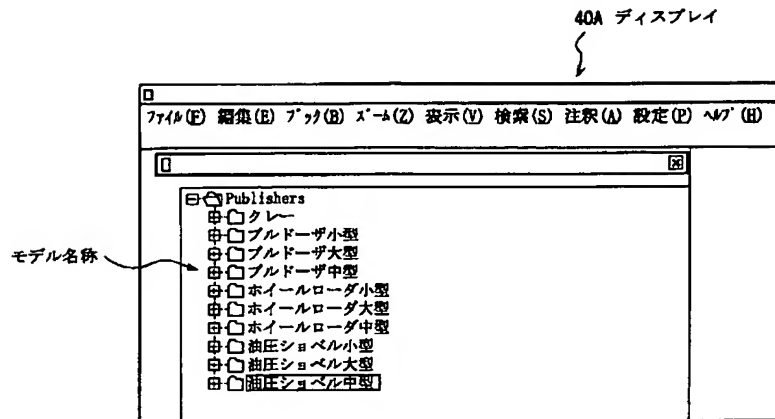 40A ディスプレイ
ファイル(F) 編集(E) ブック(B) ズーム(Z) 表示(V) 検索(S) 注釈(A) 設定(P) ヘルプ(H)
Publishers
クレー
ブルドーザ小型
ブルドーザ大型
モデル名称
ブルドーザ中型
ホイールローダ小型
ホイールローダ大型
ホイールローダ中型
油圧ショベル小型
油圧ショベル大型
油圧ショベル中型